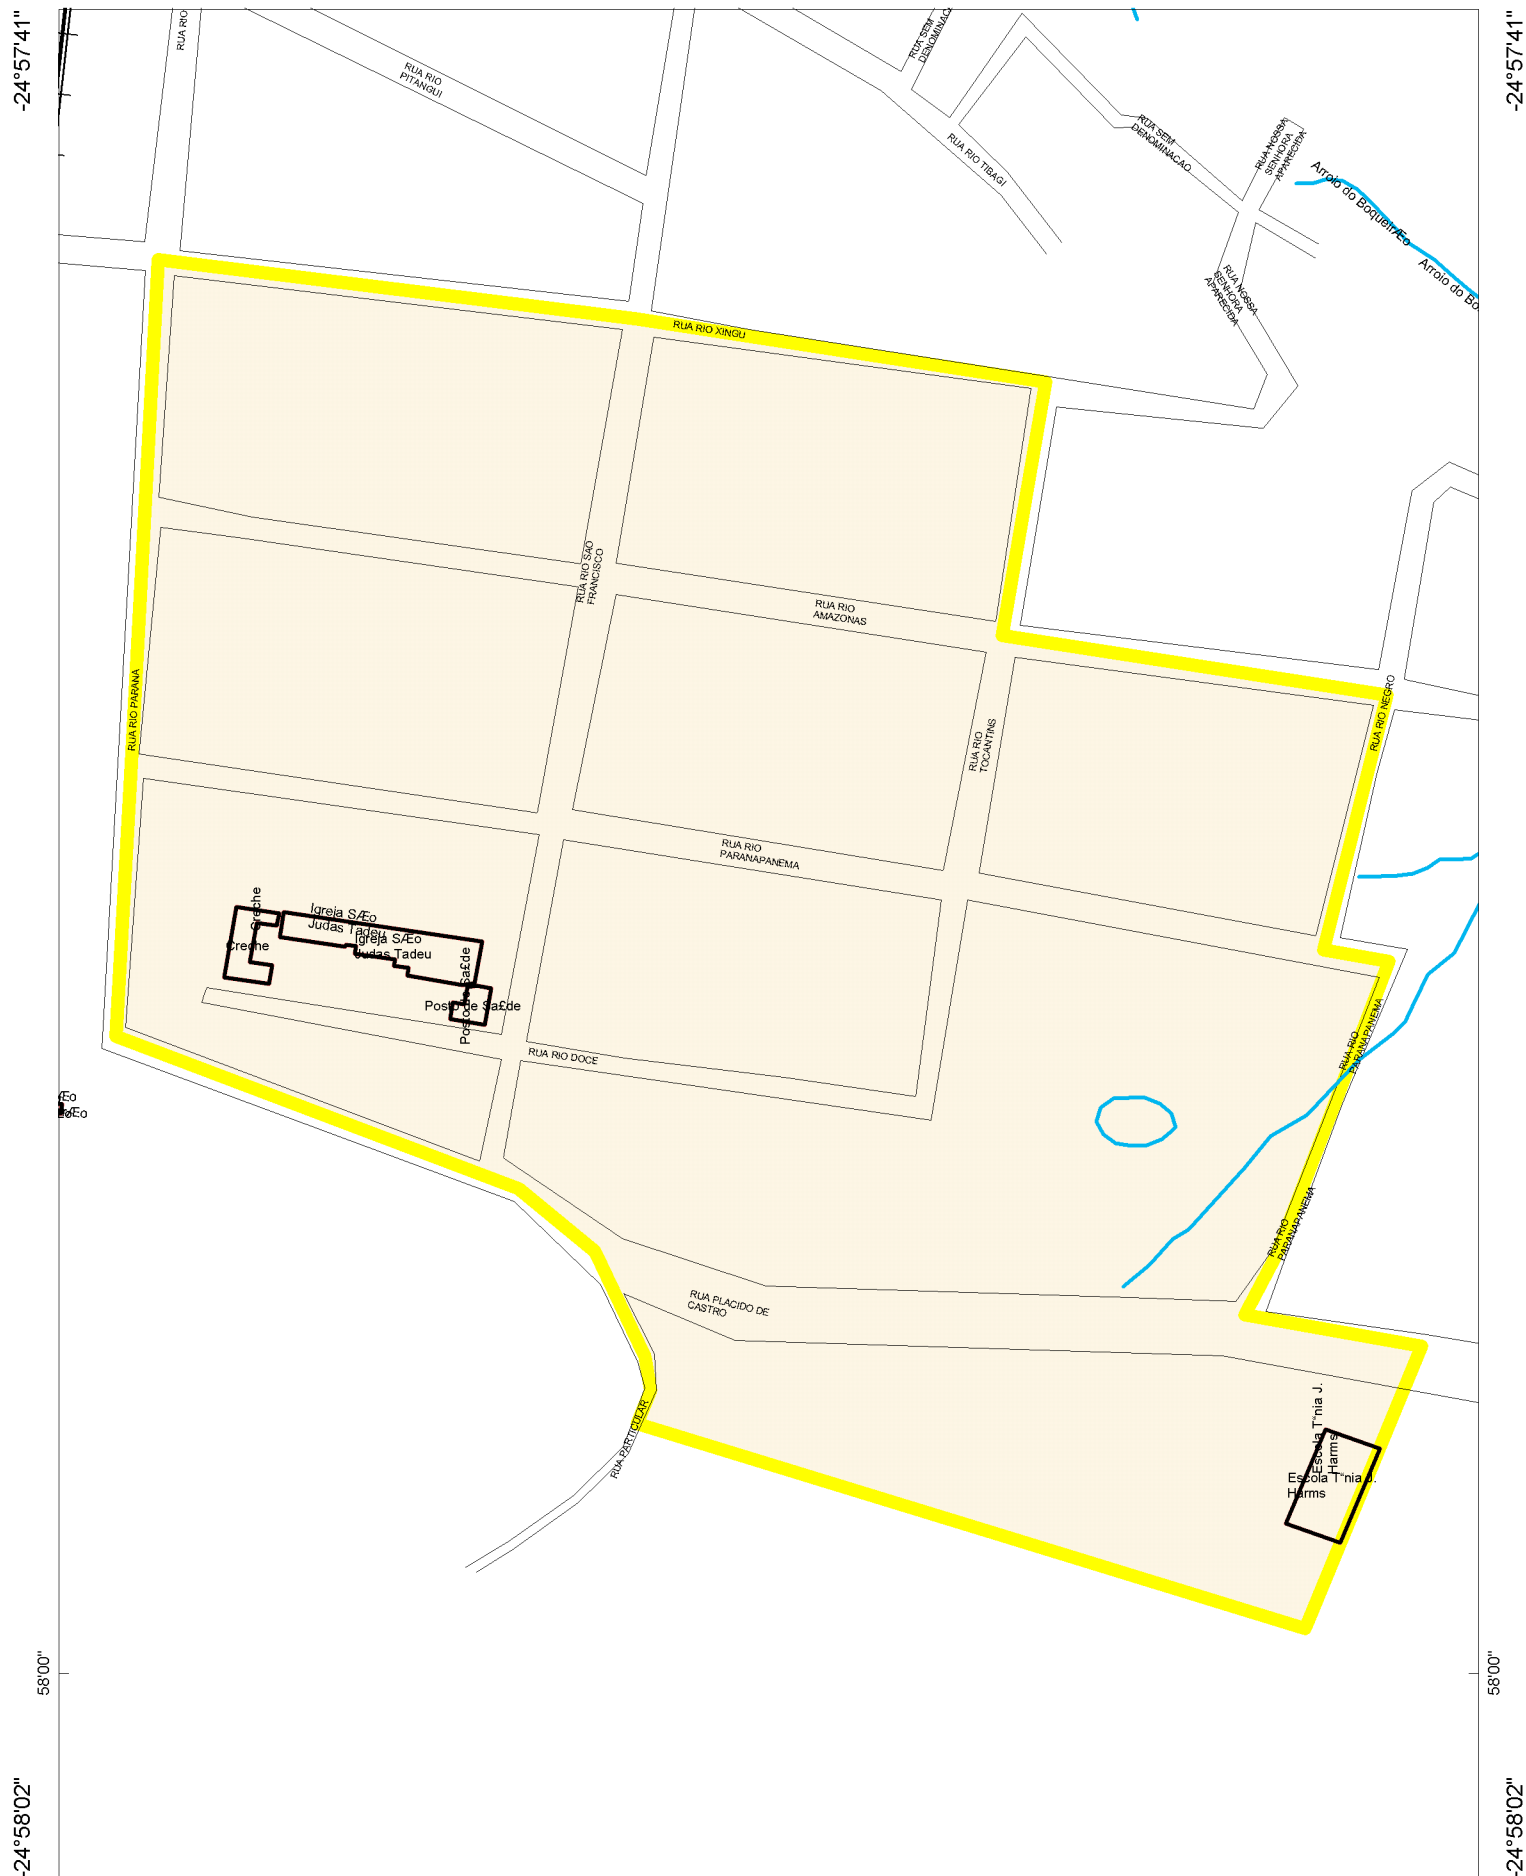 -24°57'41"
-24°57'41"
RUA RIO
RUA RIO
PITANGUI
RUA SEM
RUA RIO TIBAGI
RUA SEM
DENOMINACAO
RUA NOSSA
SENHORA
APARECIDA
Arroio do BoqueirÆo
Arroio do Bo
RUA NOSSA
SENHORA
APARECIDA
RUA RIO XINGU
RUA RIO SAO
FRANCISCO
RUA RIO
AMAZONAS
RUA RIO PARANA
RUA RIO
TOCANTINS
RUA RIO NEGRO
RUA RIO
PARANAPANEMA
Creche
Creche
Igreja SÆo
Judas Tadeu
Igreja SÆo
Judas Tadeu
Posto de Sa£de
Posto de Sa£de
RUA RIO DOCE
RUA RIO
PARANAPANEMA
Æo
RUA RIO
PARANAPANEMA
RUA PLACIDO DE
CASTRO
RUA PARTICULAR
Escola T“nia J.
Harms
Escola T“nia J.
Harms
58'00"
58'00"
-24°58'02"
-24°58'02"